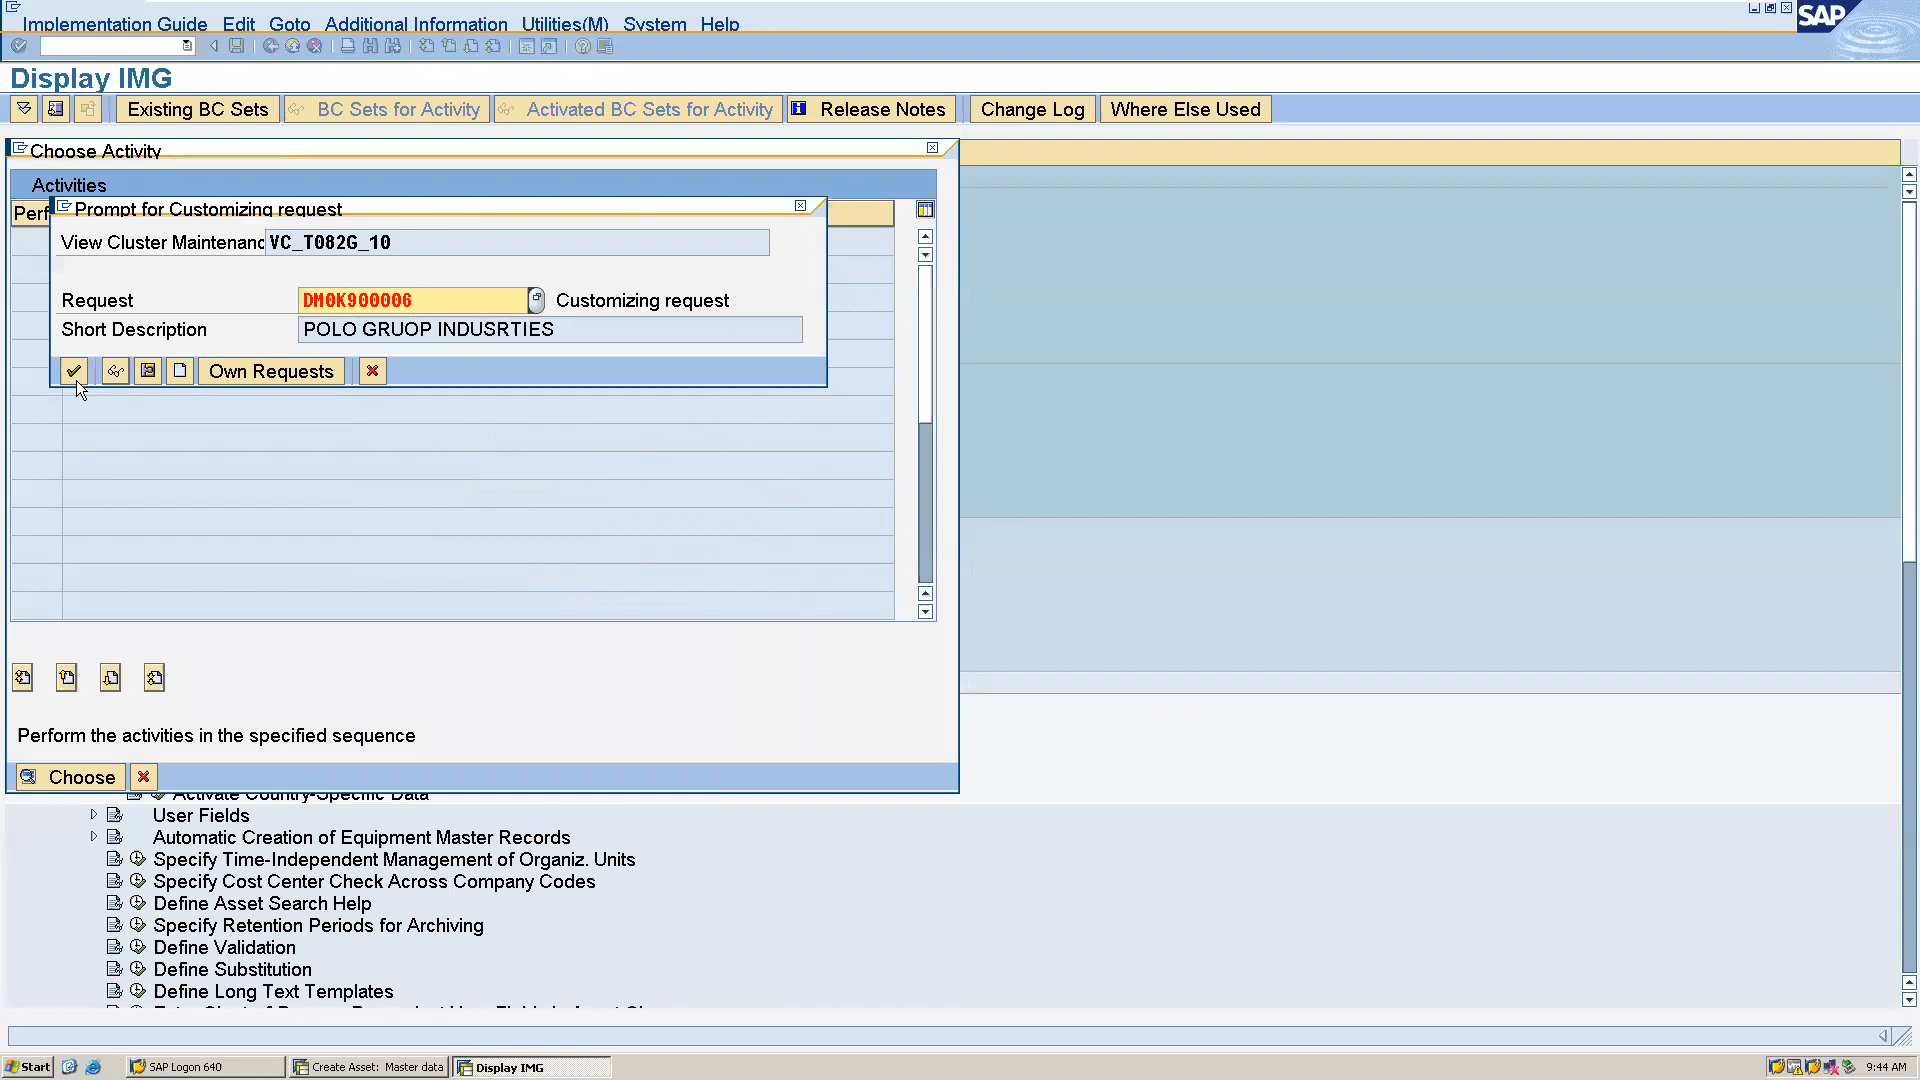 Implementation Guide Edit Goto Additional Information Utilities(M) System Help
SAP
Display IMG
Existing BC Sets BC Sets for Activity Activated BC Sets for Activity Release Notes Change Log Where Else Used
Choose Activity
Activities
Perf
Prompt for Customizing request
View Cluster Maintenanc VC_T082G_10
Request DM0K900006 Customizing request
Short Description POLO GRUOP INDUSRTIES
Own Requests
Perform the activities in the specified sequence
Choose
Activate Country-Specific Data
User Fields
Automatic Creation of Equipment Master Records
Specify Time-Independent Management of Organiz. Units
Specify Cost Center Check Across Company Codes
Define Asset Search Help
Specify Retention Periods for Archiving
Define Validation
Define Substitution
Define Long Text Templates
Start SAP Logon 640 Create Asset: Master data Display IMG 9:44 AM